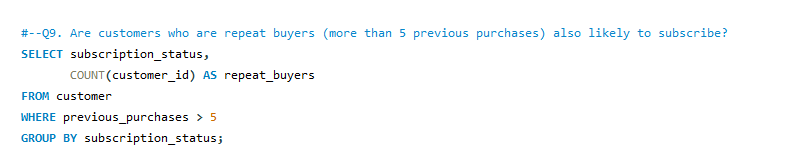 #--Q9. Are customers who are repeat buyers (more than 5 previous purchases) also likely to subscribe?
SELECT subscription_status,
       COUNT(customer_id) AS repeat_buyers
FROM customer
WHERE previous_purchases > 5
GROUP BY subscription_status;